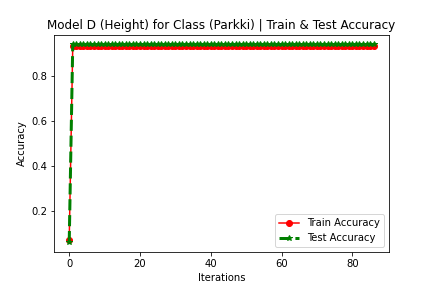 Model D (Height) for Class (Parkki) | Train & Test Accuracy
Accuracy
0.8
0.6
0.4
0.2
0 20 40 60 80
Iterations
Train Accuracy
Test Accuracy